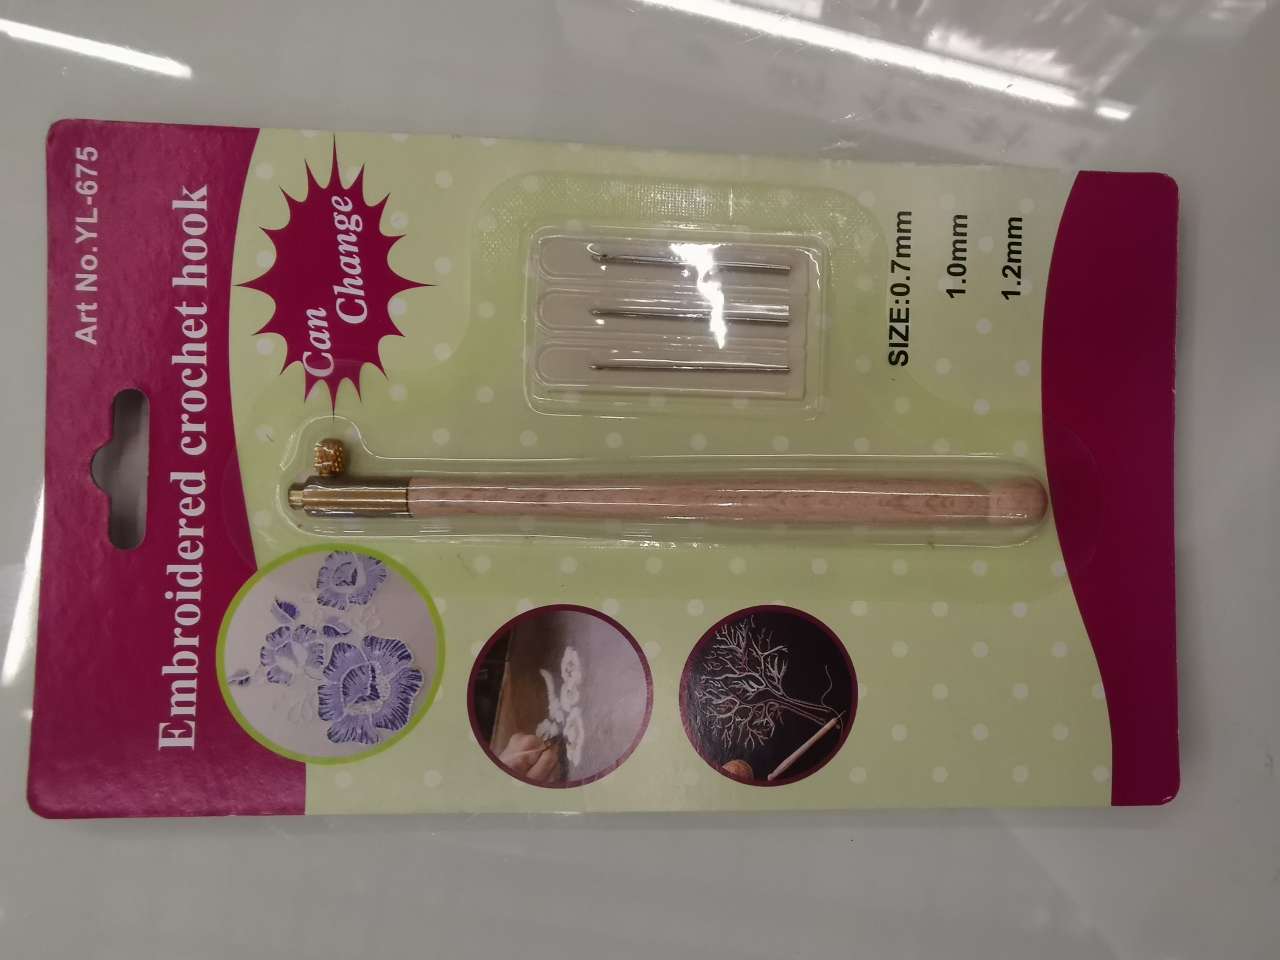 Art No.YL-675
Embroidered crochet hook
Can
Change
SIZE:0.7mm
1.0mm
1.2mm